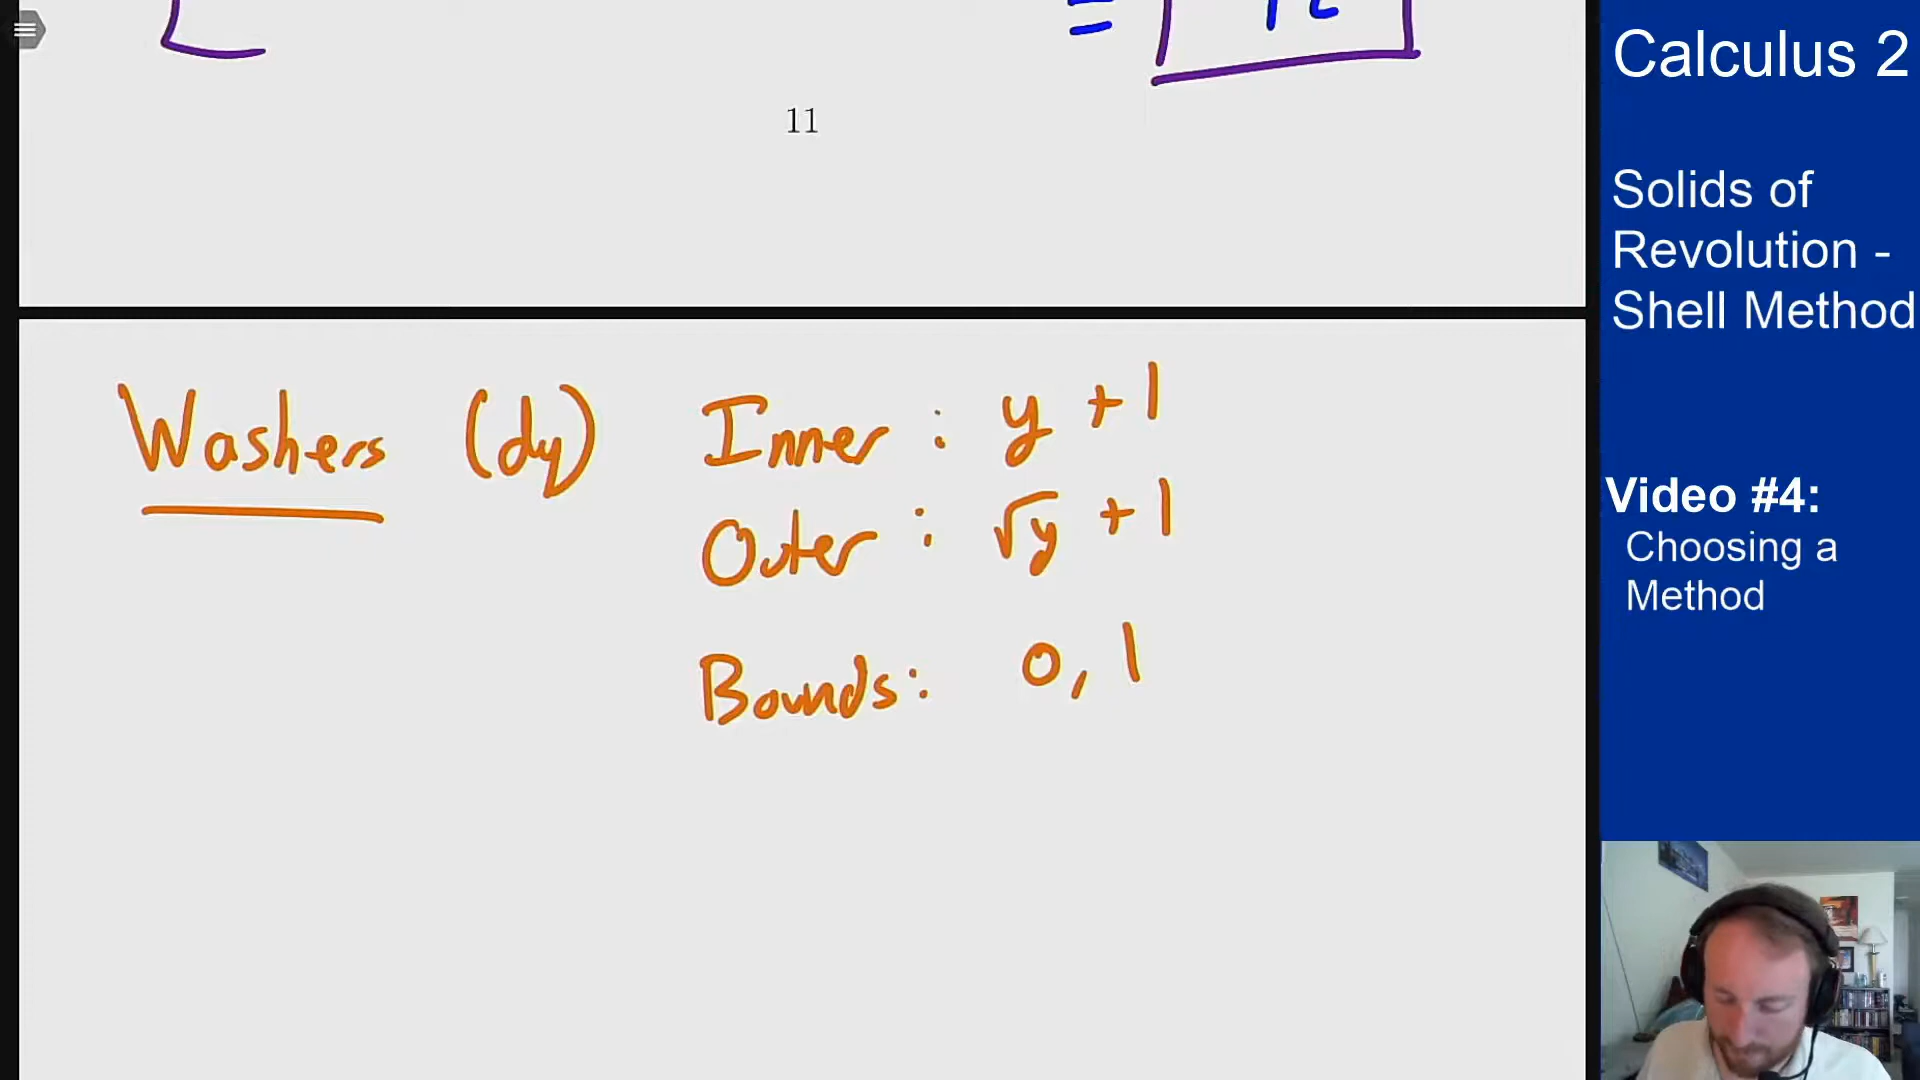 =
11
Washers (dy) Inner : y + 1
Outer : √y + 1
Bounds: 0, 1
Calculus 2
Solids of
Revolution -
Shell Method
Video #4:
Choosing a
Method